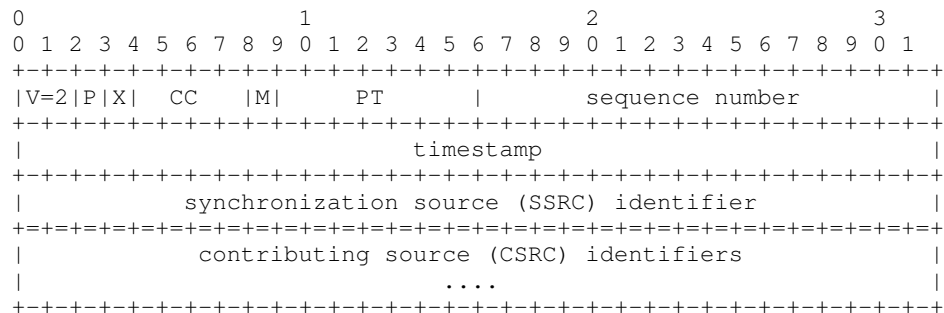 0                   1                   2                   3
0 1 2 3 4 5 6 7 8 9 0 1 2 3 4 5 6 7 8 9 0 1 2 3 4 5 6 7 8 9 0 1
+-+-+-+-+-+-+-+-+-+-+-+-+-+-+-+-+-+-+-+-+-+-+-+-+-+-+-+-+-+-+-+-+
|V=2|P|X|  CC   |M|     PT      |       sequence number         |
+-+-+-+-+-+-+-+-+-+-+-+-+-+-+-+-+-+-+-+-+-+-+-+-+-+-+-+-+-+-+-+-+
|                           timestamp                           |
+-+-+-+-+-+-+-+-+-+-+-+-+-+-+-+-+-+-+-+-+-+-+-+-+-+-+-+-+-+-+-+-+
|           synchronization source (SSRC) identifier            |
+=+=+=+=+=+=+=+=+=+=+=+=+=+=+=+=+=+=+=+=+=+=+=+=+=+=+=+=+=+=+=+=+
|            contributing source (CSRC) identifiers             |
|                             ....                              |
+-+-+-+-+-+-+-+-+-+-+-+-+-+-+-+-+-+-+-+-+-+-+-+-+-+-+-+-+-+-+-+-+